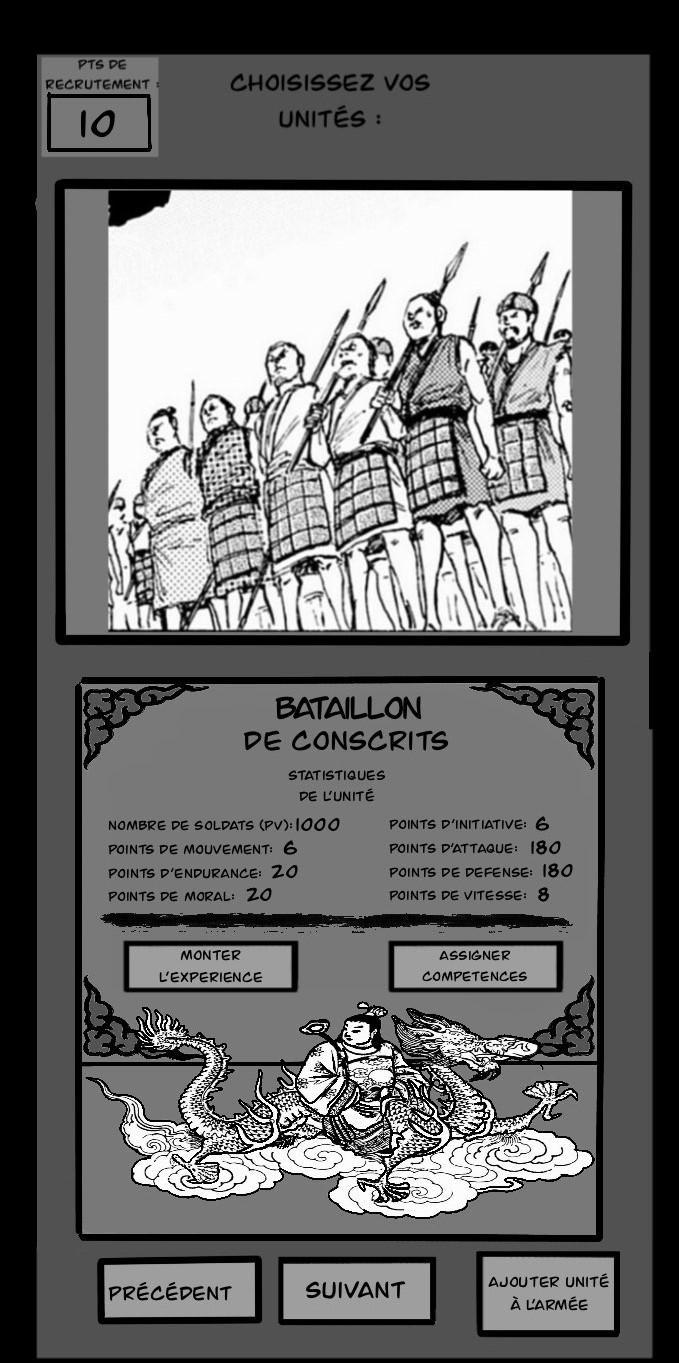 PTS DE
RECRUTEMENT :
10
CHOISISSEZ VOS
UNITÉS :
BATAILLON
DE CONSCRITS
STATISTIQUES
DE L'UNITÉ
NOMBRE DE SOLDATS (PV): 1000
POINTS DE MOUVEMENT: 6
POINTS D'ENDURANCE: 20
POINTS DE MORAL: 20
POINTS D'INITIATIVE: 6
POINTS D'ATTAQUE: 180
POINTS DE DEFENSE: 180
POINTS DE VITESSE: 8
MONTER
L'EXPERIENCE
ASSIGNER
COMPETENCES
PRÉCÉDENT
SUIVANT
AJOUTER UNITÉ
À L'ARMÉE